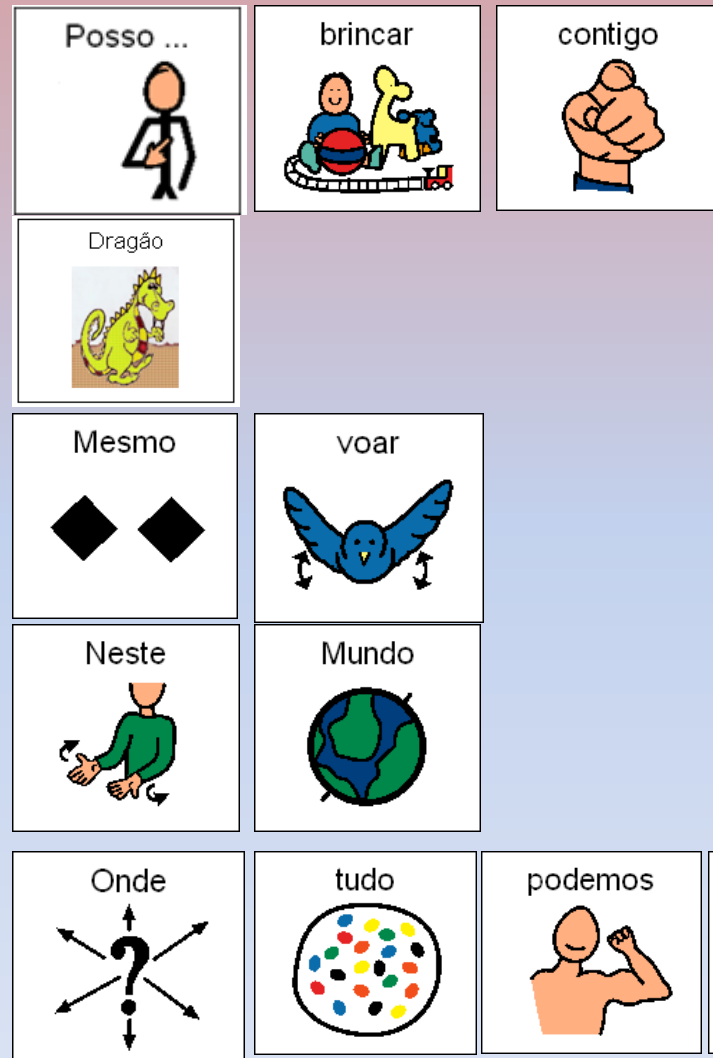 Posso ... brincar contigo
Dragão
Mesmo voar
Neste Mundo
Onde tudo podemos